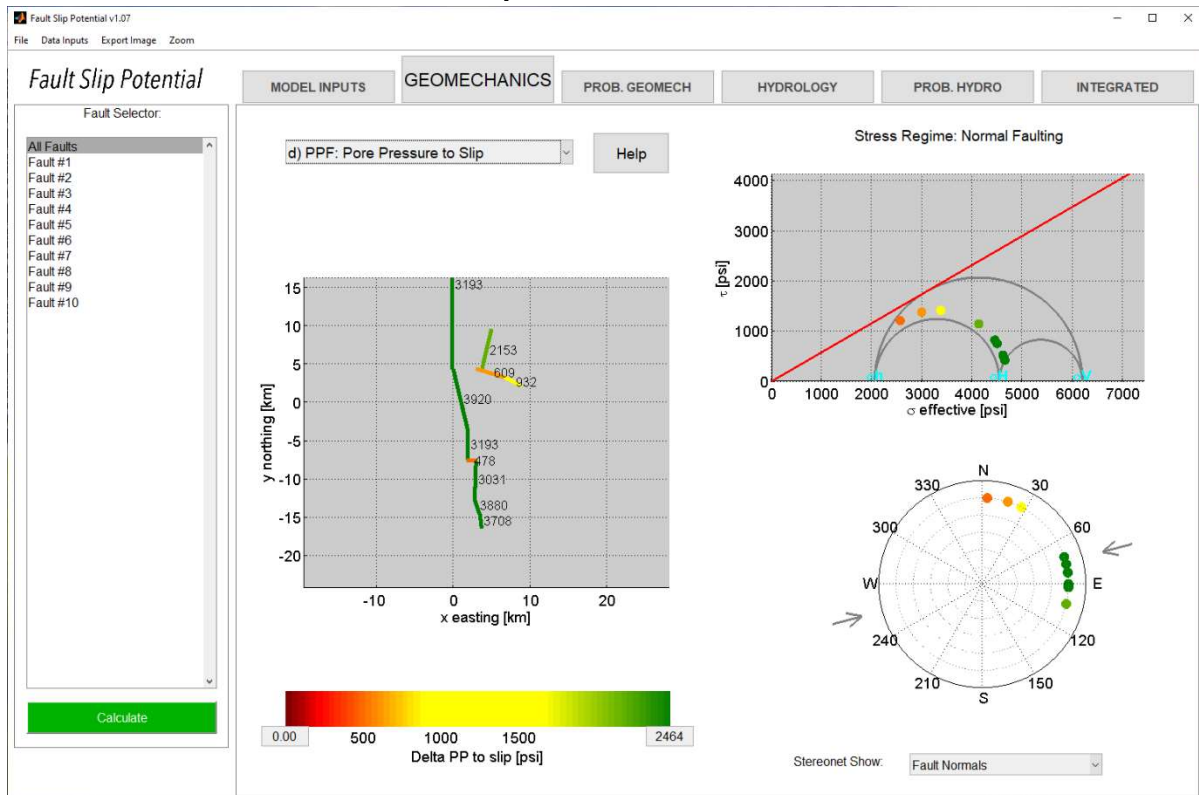 Fault Slip Potential v1.07
File Data Inputs Export Image Zoom
Fault Slip Potential
MODEL INPUTS GEOMECHANICS PROB. GEOMECH HYDROLOGY PROB. HYDRO INTEGRATED
Fault Selector:
All Faults
Fault #1
Fault #2
Fault #3
Fault #4
Fault #5
Fault #6
Fault #7
Fault #8
Fault #9
Fault #10
Calculate
d) PPF: Pore Pressure to Slip
Help
15
10
5
0
-5
-10
-15
-20
y northing [km]
3193
2153
609
932
3920
3193
478
3031
3880
3708
-10 0 10 20
x easting [km]
0.00 500 1000 1500 2464
Delta PP to slip [psi]
Stress Regime: Normal Faulting
4000
3000
2000
1000
0
τ [psi]
0 1000 2000 3000 4000 5000 6000 7000
σ effective [psi]
N
30
60
E
120
150
S
210
240
W
300
330
Stereonet Show: Fault Normals